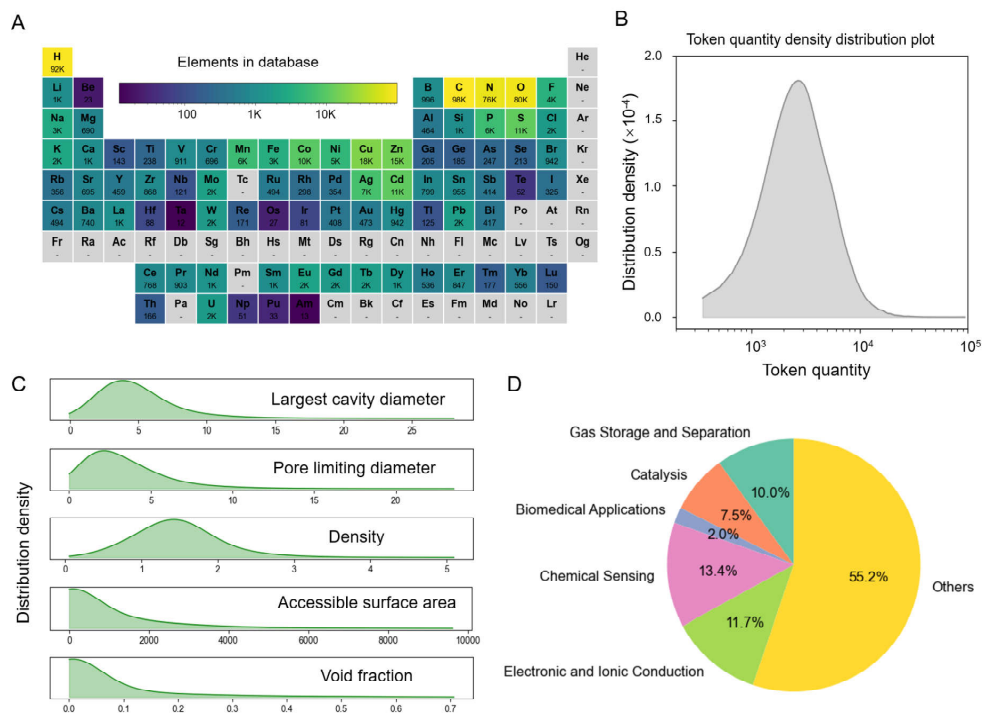 A
Elements in database
100 1K 10K
H He
92K -
Li Be B C N O F Ne
1K 23 996 98K 76K 80K 4K -
Na Mg Al Si P S Cl Ar
3K 690 464 1K 6K 11K 2K -
K Ca Sc Ti V Cr Mn Fe Co Ni Cu Zn Ga Ge As Se Br Kr
2K 1K 143 238 911 696 6K 3K 10K 5K 18K 15K 205 185 247 213 942 -
Rb Sr Y Zr Nb Mo Tc Ru Rh Pd Ag Cd In Sn Sb Te I Xe
356 695 459 868 121 2K - 494 298 354 7K 11K 799 955 414 52 325 -
Cs Ba La Hf Ta W Re Os Ir Pt Au Hg Tl Pb Bi Po At Rn
494 740 1K 86 12 2K 171 27 81 408 473 942 125 2K 417 - - -
Fr Ra Ac Rf Db Sg Bh Hs Mt Ds Rg Cn Nh Fl Mc Lv Ts Og
- - - - - - - - - - - - - - - - - -
Ce Pr Nd Pm Sm Eu Gd Tb Dy Ho Er Tm Yb Lu
768 903 1K - 1K 2K 2K 2K 1K 536 847 177 556 150
Th Pa U Np Pu Am Cm Bk Cf Es Fm Md No Lr
166 - 2K 51 33 12 - - - - - - - -
B
Token quantity density distribution plot
Distribution density (×10⁻⁴)
2.0
1.5
1.0
0.5
0.0
10³ 10⁴ 10⁵
Token quantity
C
Distribution density
Largest cavity diameter
0 5 10 15 20 25
Pore limiting diameter
0 5 10 15 20
Density
0 1 2 3 4 5
Accessible surface area
0 2000 4000 6000 8000 10000
Void fraction
0.0 0.1 0.2 0.3 0.4 0.5 0.6 0.7
D
Gas Storage and Separation
10.0%
Catalysis
7.5%
Biomedical Applications
2.0%
Chemical Sensing
13.4%
Electronic and Ionic Conduction
11.7%
Others
55.2%